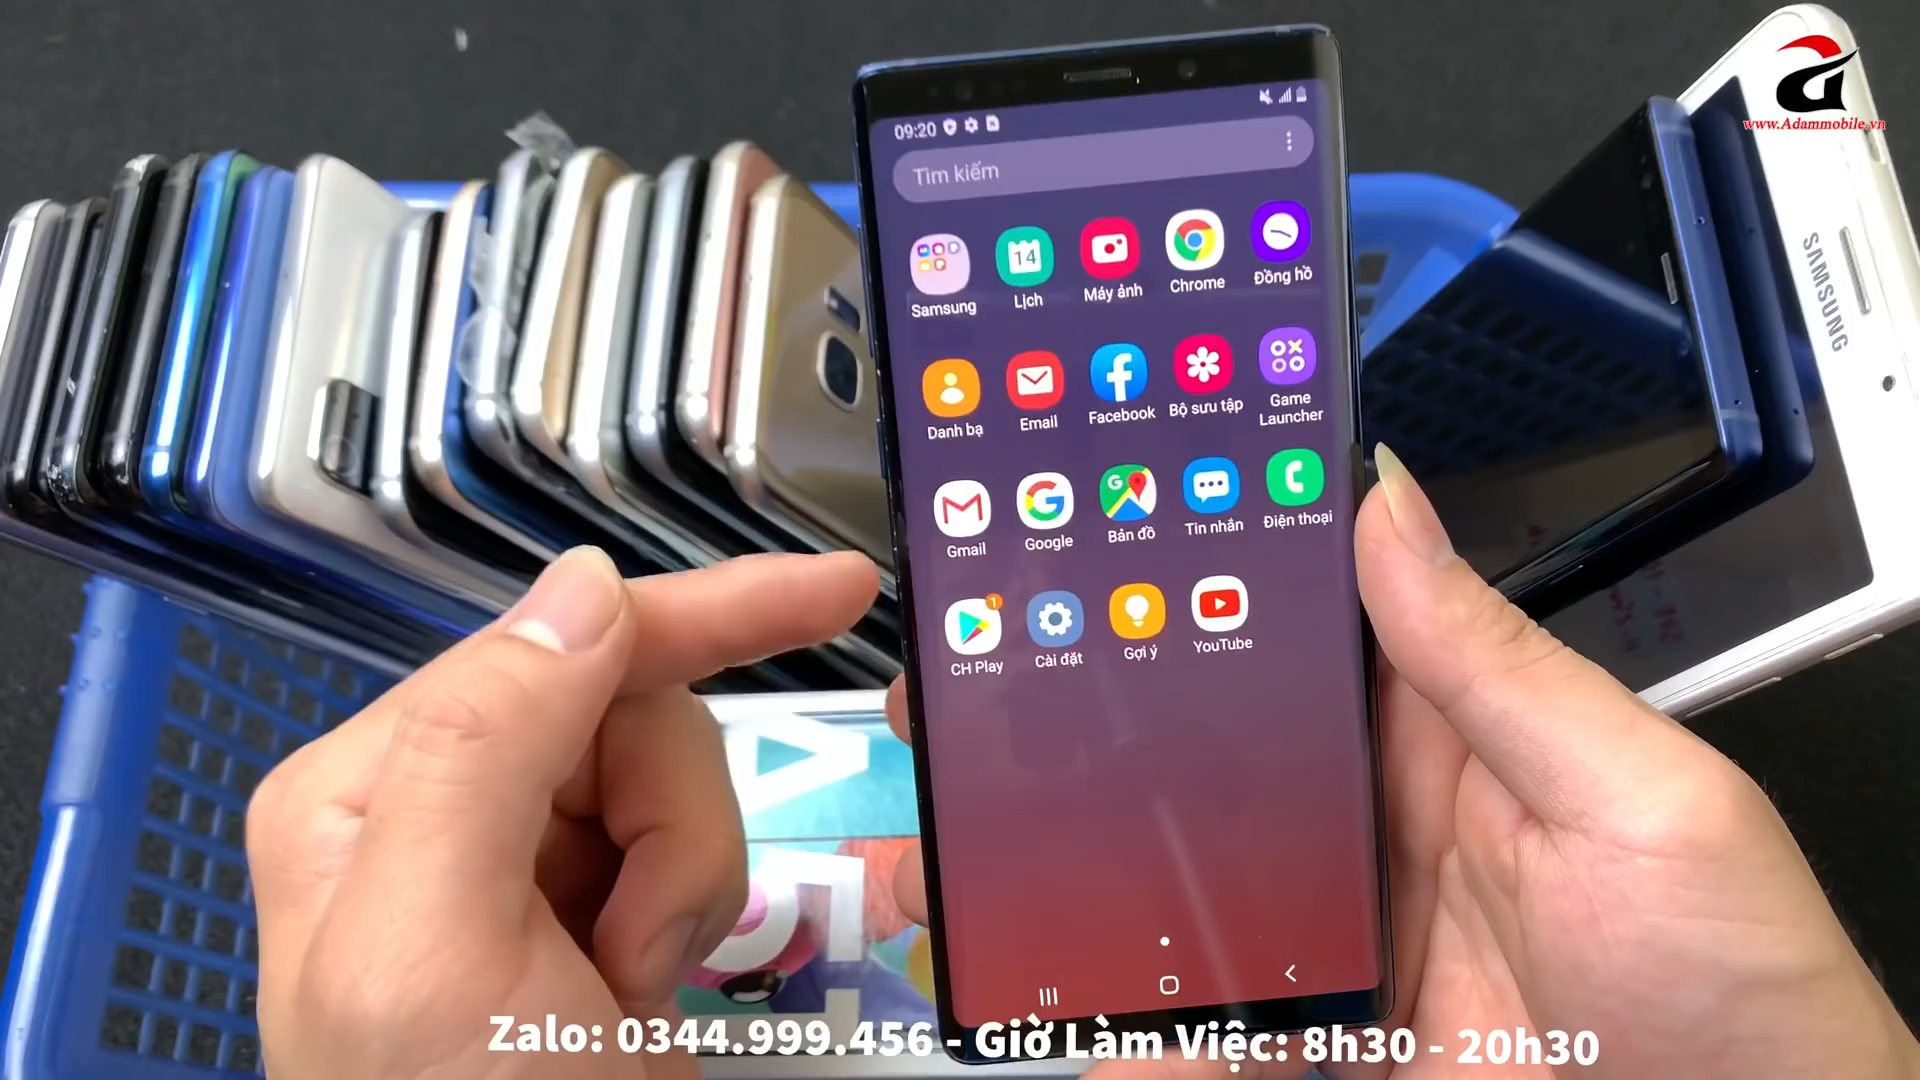 www.Adammobile.vn
09:20
Tìm kiếm
Samsung
14
Lịch
Máy ảnh
Chrome
Đồng hồ
Danh bạ
Email
Facebook
Bộ sưu tập
Game
Launcher
Gmail
Google
Bản đồ
Tin nhắn
Điện thoại
1
CH Play
Cài đặt
Gợi ý
YouTube
SAMSUNG
Zalo: 0344.999.456 - Giờ Làm Việc: 8h30 - 20h30